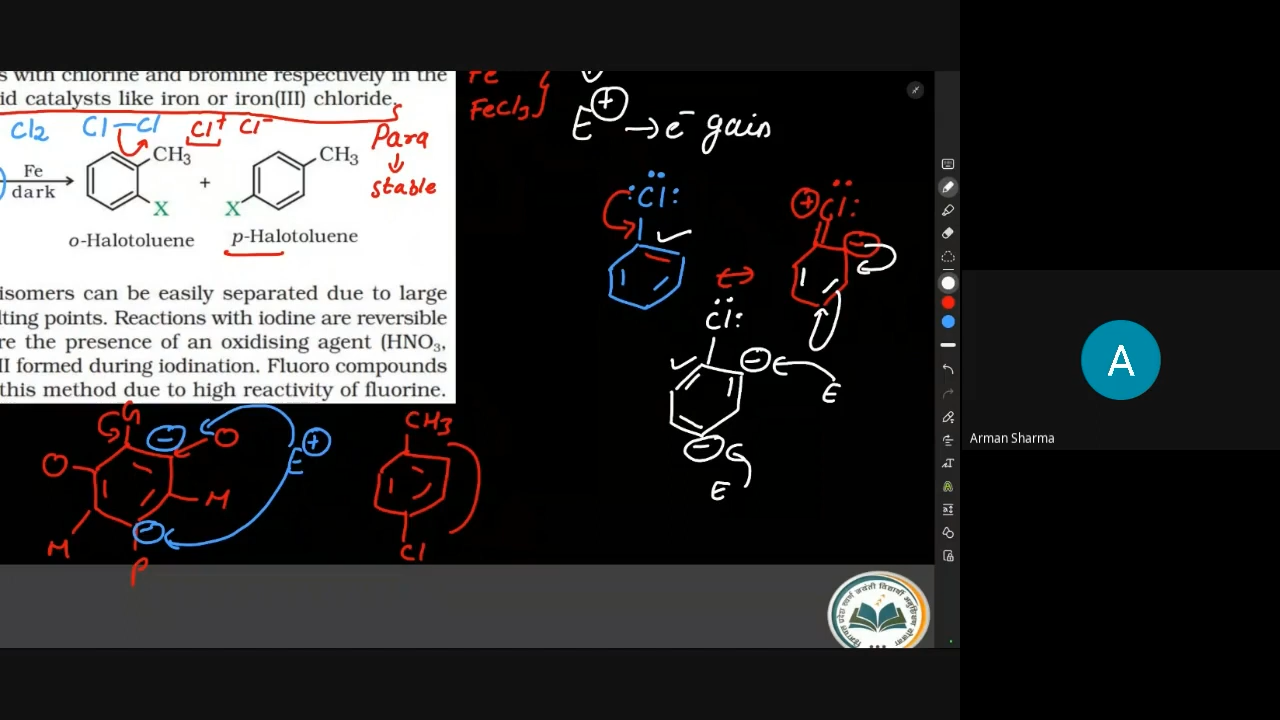 s with chlorine and bromine respectively in the
id catalysts like iron or iron(III) chloride.
Fe
FeCl3
E+ → e- gain
Cl2 Cl—Cl Cl+ Cl-
Para
↓
stable
Fe
dark
CH3
X
+
CH3
X
o-Halotoluene
p-Halotoluene
isomers can be easily separated due to large
lting points. Reactions with iodine are reversible
re the presence of an oxidising agent (HNO3,
II formed during iodination. Fluoro compounds
this method due to high reactivity of fluorine.
:Cl:
+ Cl:
-
↔
Cl:
-
E
-
E
G
- O
O
M
M
-
P
E+
CH3
Cl
A
Arman Sharma